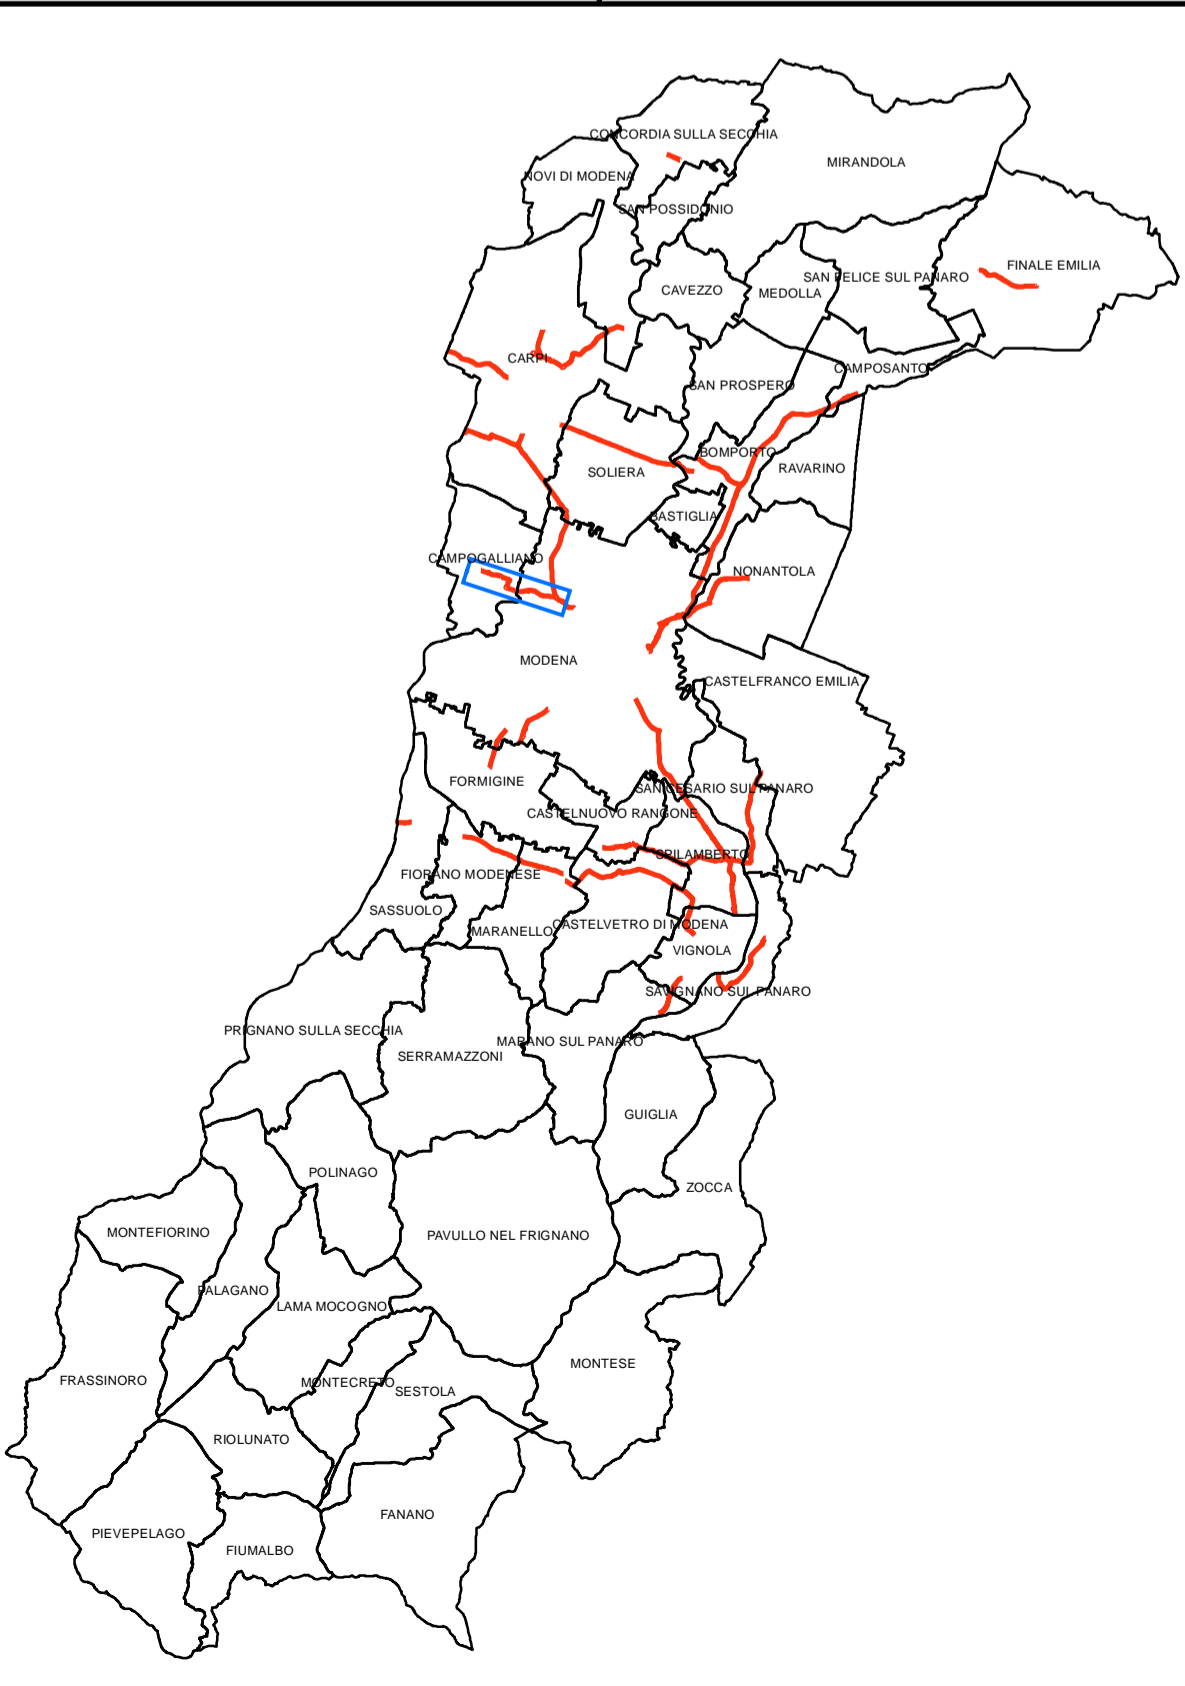 CONCORDIA SULLA SECCHIA
MIRANDOLA
NOVI DI MODENA
SAN POSSIDONIO
FINALE EMILIA
SAN FELICE SUL PANARO
CAVEZZO
MEDOLLA
CARPI
CAMPOSANTO
SAN PROSPERO
BOMPORTO
RAVARINO
SOLIERA
BASTIGLIA
CAMPOGALLIANO
NONANTOLA
MODENA
CASTELFRANCO EMILIA
FORMIGINE
SAN CESARIO SUL PANARO
CASTELNUOVO RANGONE
SPILAMBERTO
FIORANO MODENESE
SASSUOLO
CASTELVETRO DI MODENA
MARANELLO
VIGNOLA
SAVIGNANO SUL PANARO
PRIGNANO SULLA SECCHIA
MARANO SUL PANARO
SERRAMAZZONI
GUIGLIA
POLINAGO
ZOCCA
MONTEFIORINO
PAVULLO NEL FRIGNANO
PALAGANO
LAMA MOCOGNO
MONTESE
FRASSINORO
MONTECRETO
SESTOLA
RIOLUNATO
FANANO
PIEVEPELAGO
FIUMALBO